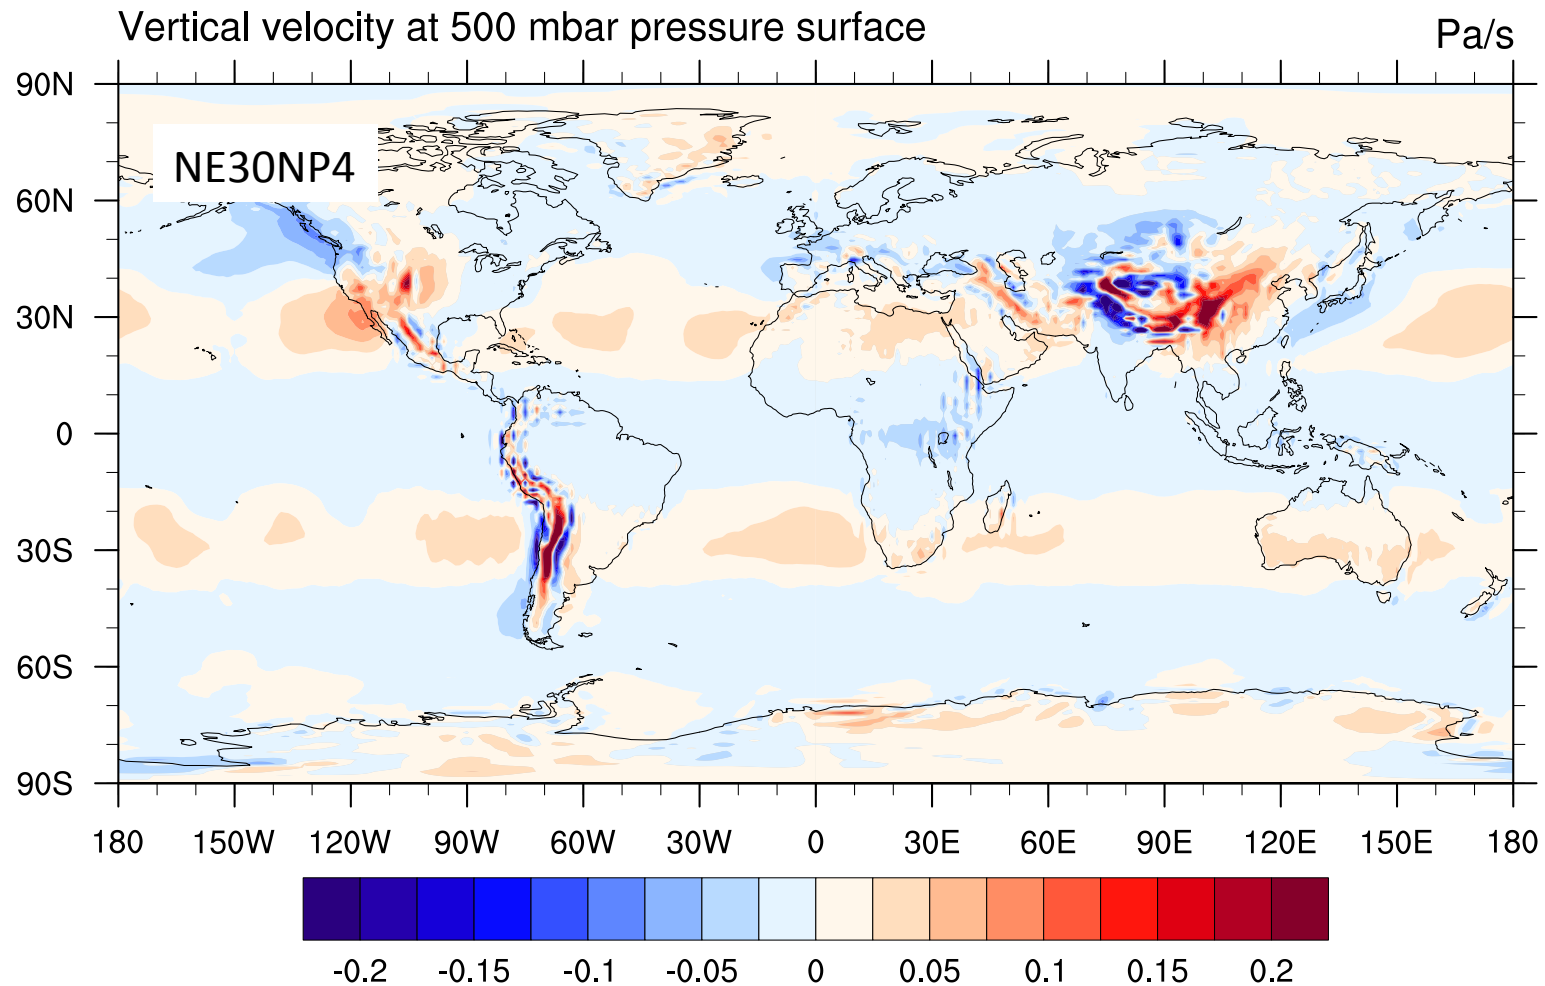 Vertical velocity at 500 mbar pressure surface
Pa/s
90N
NE30NP4
60N
30N
0
30S
60S
90S
180 150W 120W 90W 60W 30W 0 30E 60E 90E 120E 150E 180
-0.2 -0.15 -0.1 -0.05 0 0.05 0.1 0.15 0.2